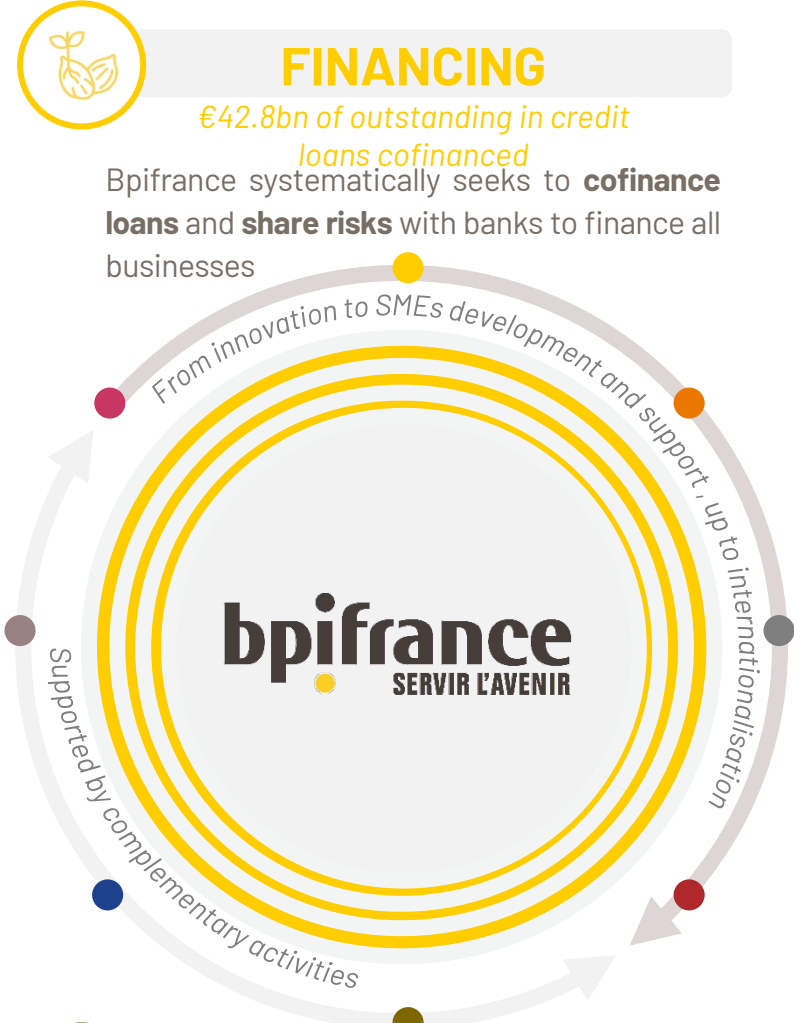 FINANCING
€42.8bn of outstanding in credit
loans cofinanced
Bpifrance systematically seeks to cofinance
loans and share risks with banks to finance all
businesses
From innovation to SMEs development and support , up to internationalisation
bpifrance
SERVIR L'AVENIR
Supported by complementary activities